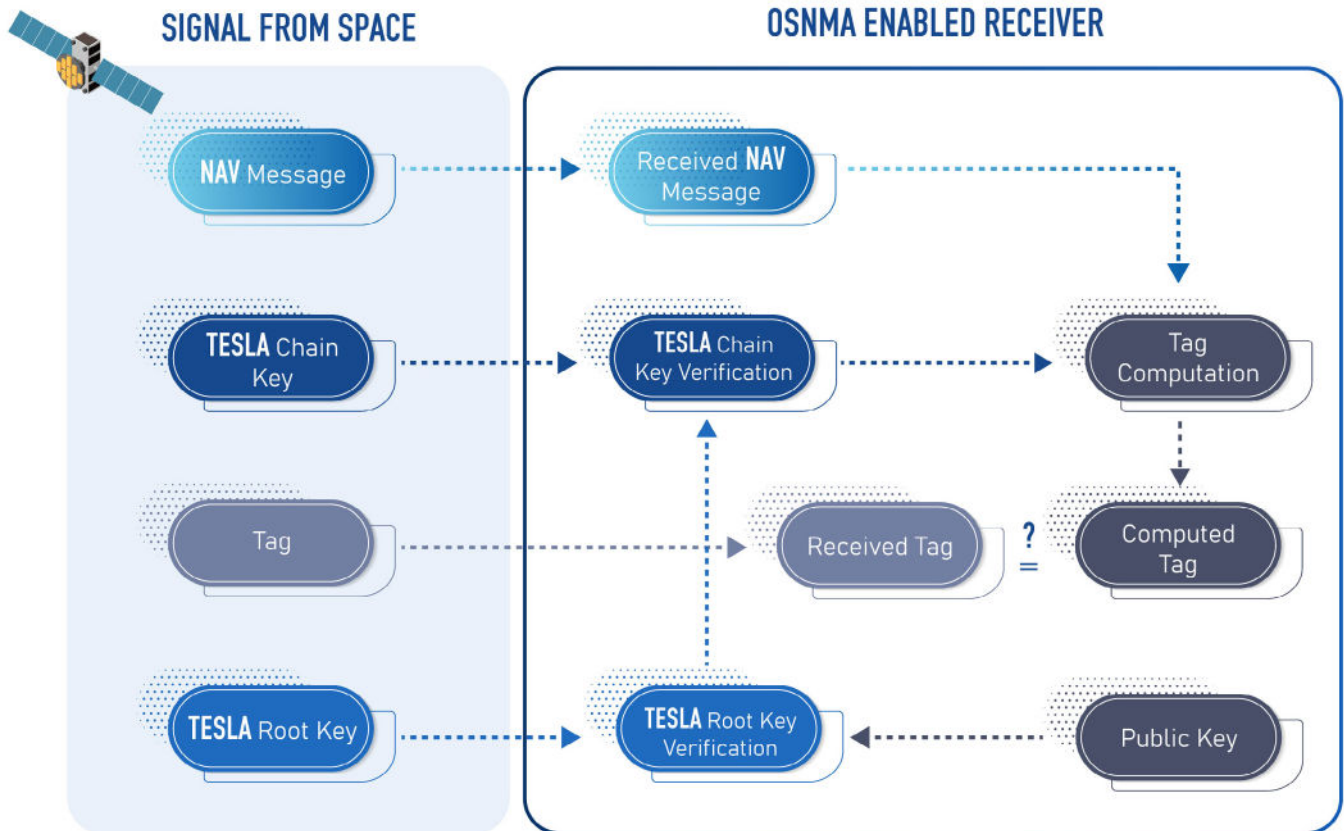 SIGNAL FROM SPACE
OSNMA ENABLED RECEIVER
NAV Message
Received NAV
Message
TESLA Chain
Key
TESLA Chain
Key Verification
Tag
Computation
Tag
Received Tag
?
=
Computed
Tag
TESLA Root Key
TESLA Root Key
Verification
Public Key